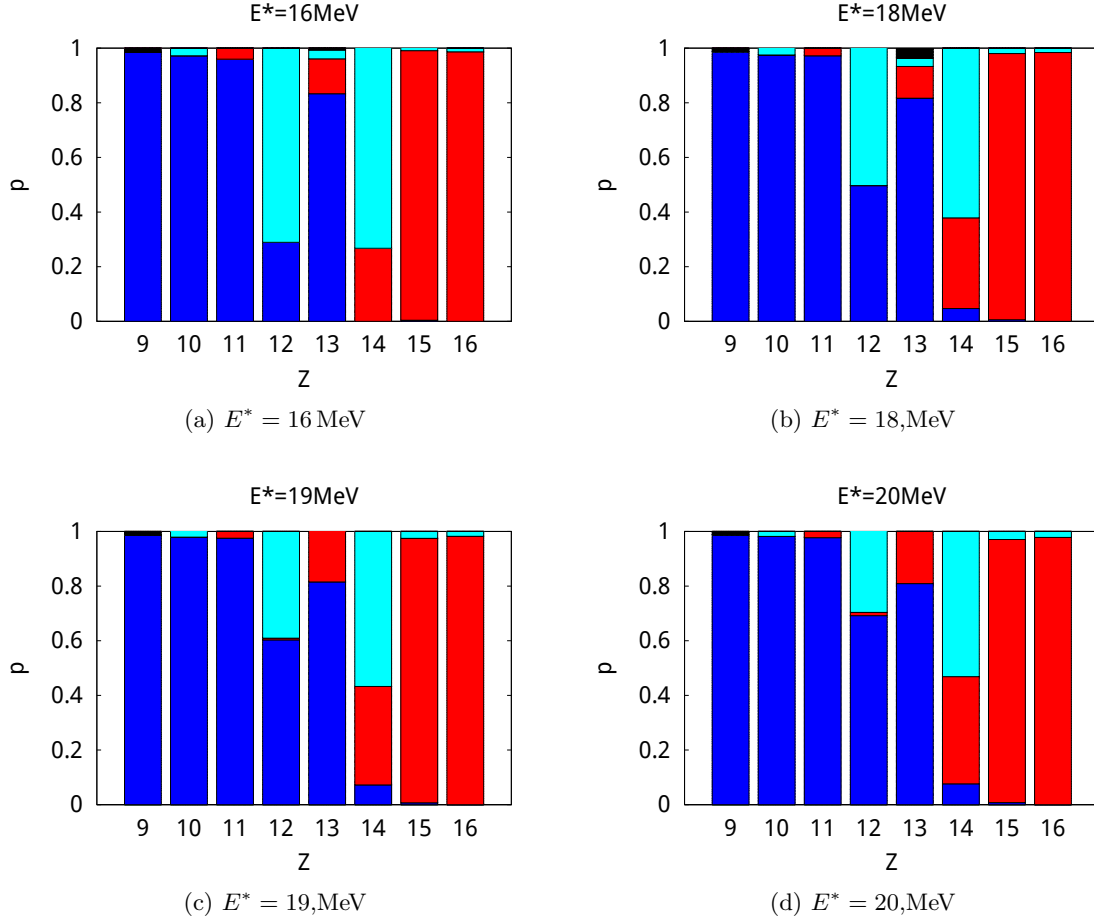 E*=16MeV
1
0.8
0.6
0.4
0.2
0
p
9 10 11 12 13 14 15 16
Z
(a) E* = 16 MeV
E*=18MeV
1
0.8
0.6
0.4
0.2
0
p
9 10 11 12 13 14 15 16
Z
(b) E* = 18,MeV
E*=19MeV
1
0.8
0.6
0.4
0.2
0
p
9 10 11 12 13 14 15 16
Z
(c) E* = 19,MeV
E*=20MeV
1
0.8
0.6
0.4
0.2
0
p
9 10 11 12 13 14 15 16
Z
(d) E* = 20,MeV